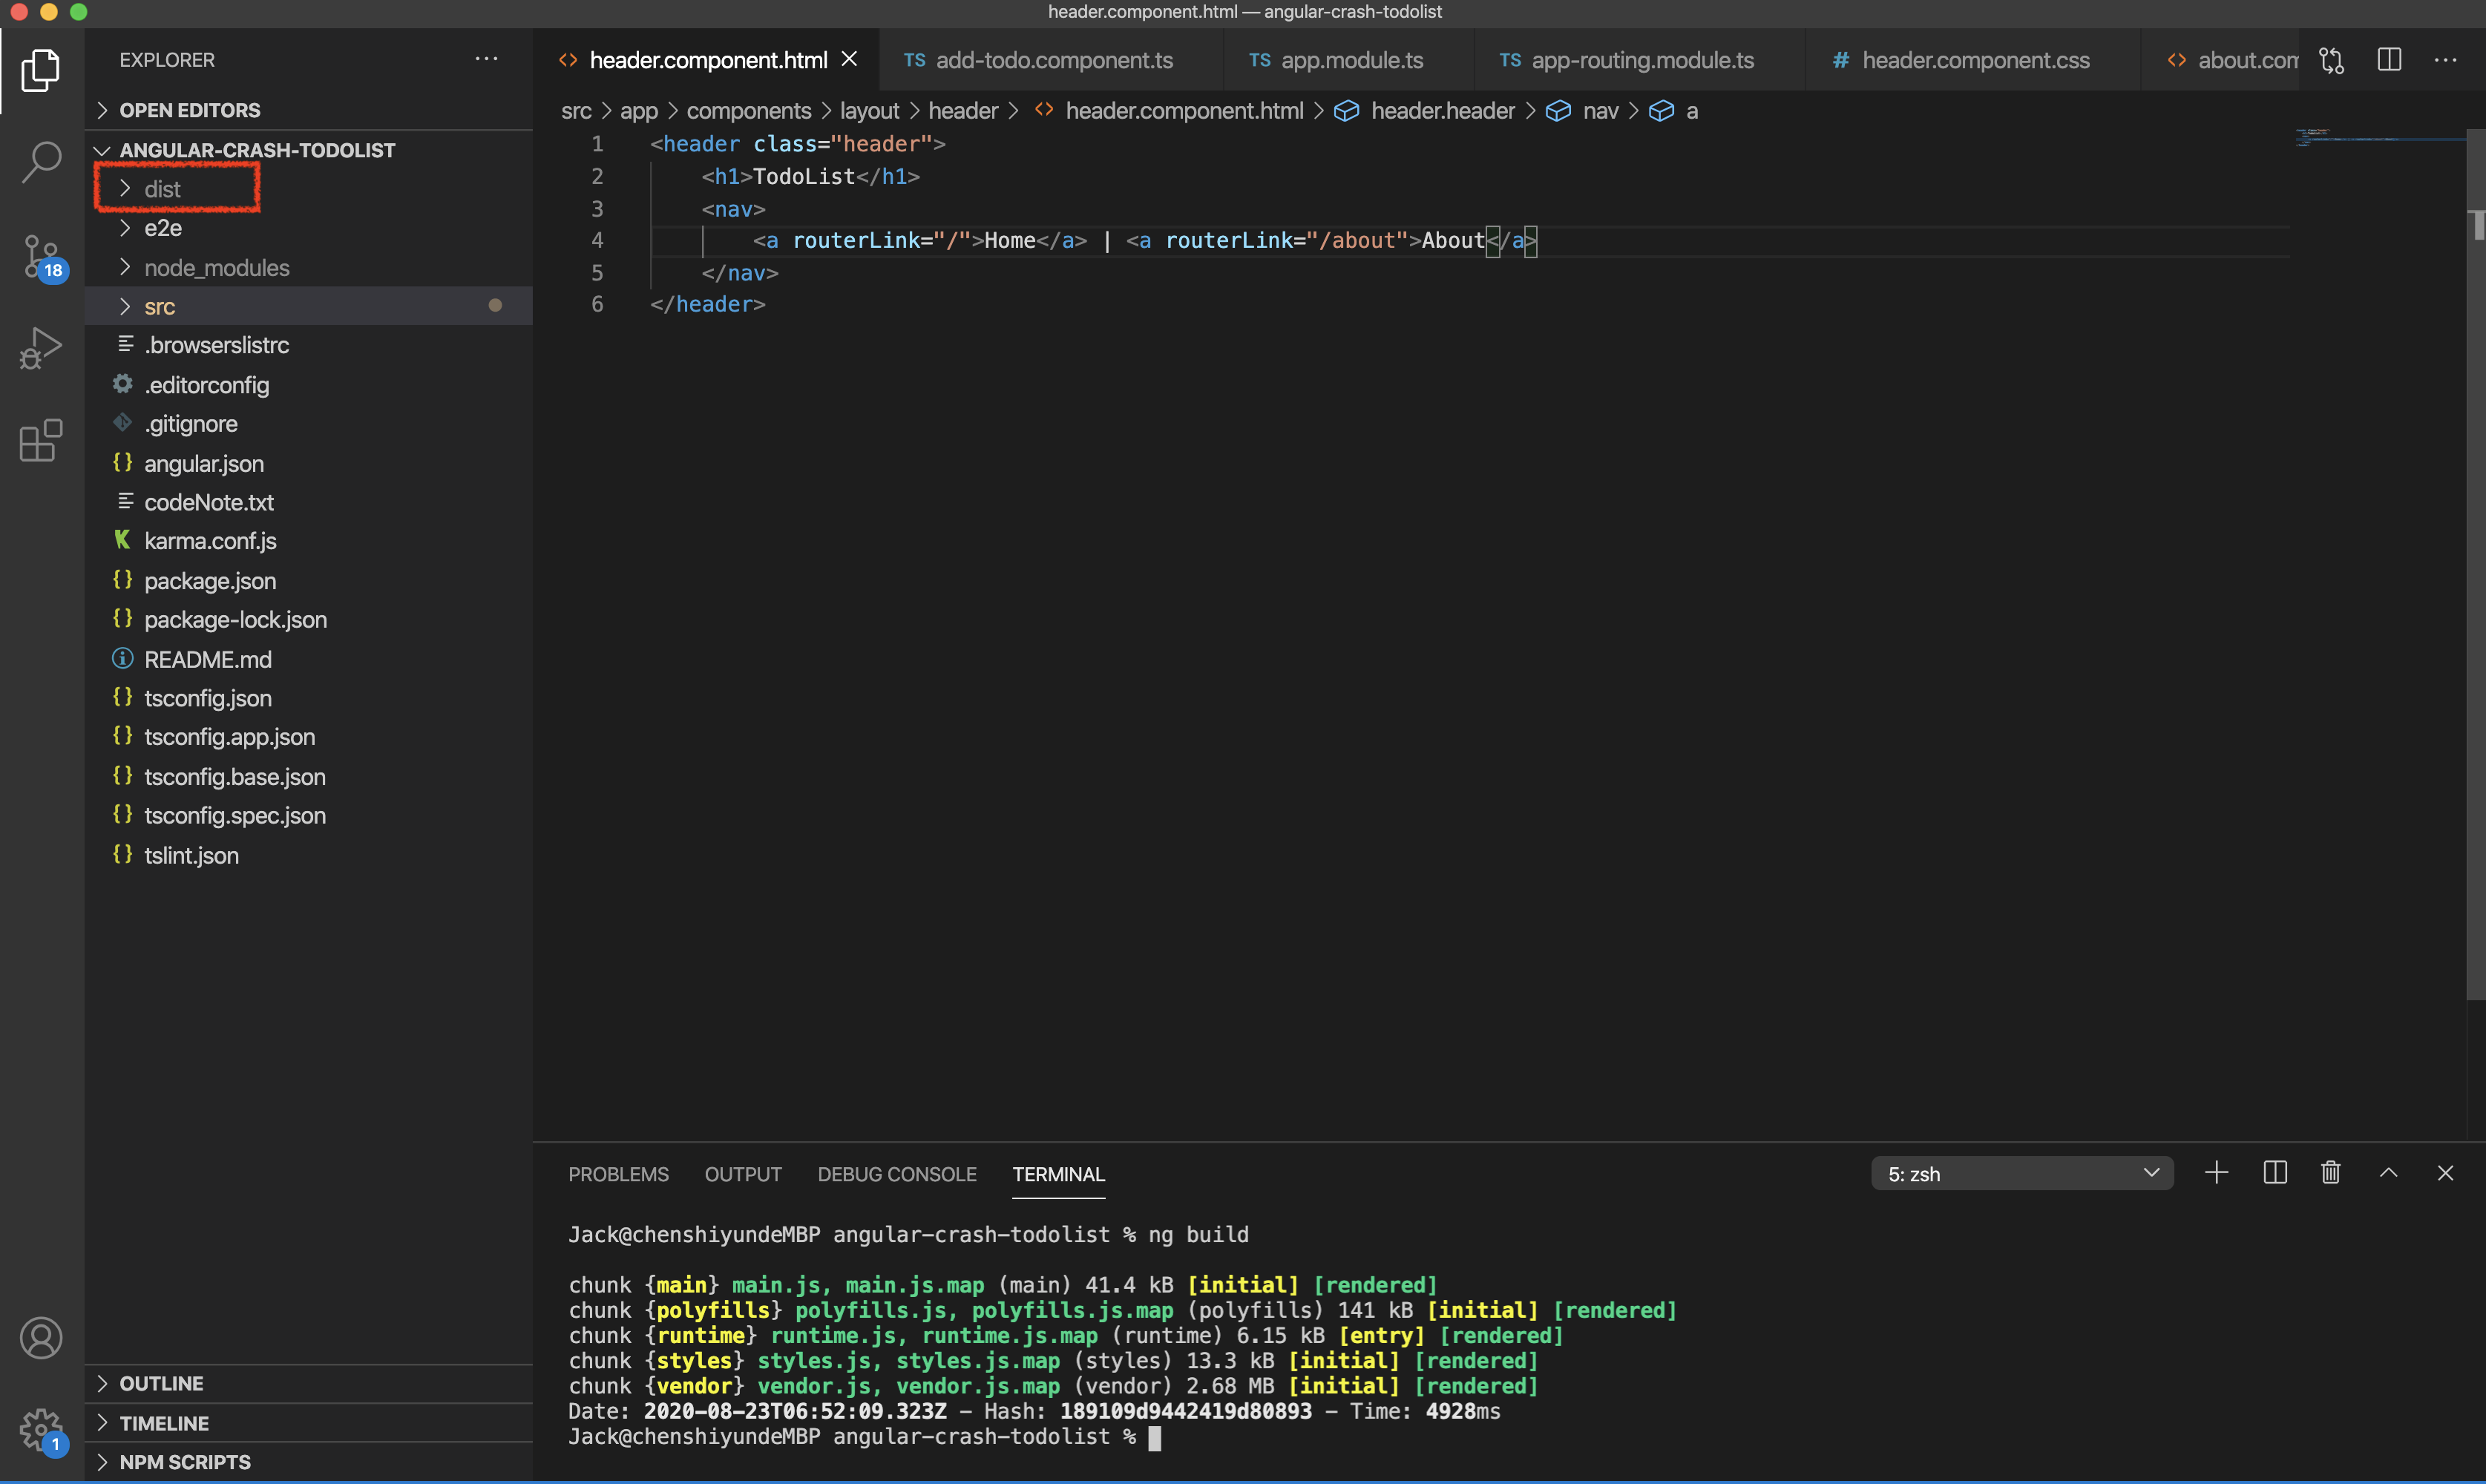 header.component.html — angular-crash-todolist
EXPLORER
OPEN EDITORS
ANGULAR-CRASH-TODOLIST
dist
e2e
node_modules
src
.browserslistrc
.editorconfig
.gitignore
angular.json
codeNote.txt
karma.conf.js
package.json
package-lock.json
README.md
tsconfig.json
tsconfig.app.json
tsconfig.base.json
tsconfig.spec.json
tslint.json
OUTLINE
TIMELINE
NPM SCRIPTS
18
1
<> header.component.html TS add-todo.component.ts TS app.module.ts TS app-routing.module.ts # header.component.css <> about.com
src > app > components > layout > header > <> header.component.html > header.header > nav > a
1 <header class="header">
2 <h1>TodoList</h1>
3 <nav>
4 <a routerLink="/">Home</a> | <a routerLink="/about">About</a>
5 </nav>
6 </header>
PROBLEMS OUTPUT DEBUG CONSOLE TERMINAL 5: zsh
Jack@chenshiyundeMBP angular-crash-todolist % ng build
chunk {main} main.js, main.js.map (main) 41.4 kB [initial] [rendered]
chunk {polyfills} polyfills.js, polyfills.js.map (polyfills) 141 kB [initial] [rendered]
chunk {runtime} runtime.js, runtime.js.map (runtime) 6.15 kB [entry] [rendered]
chunk {styles} styles.js, styles.js.map (styles) 13.3 kB [initial] [rendered]
chunk {vendor} vendor.js, vendor.js.map (vendor) 2.68 MB [initial] [rendered]
Date: 2020-08-23T06:52:09.323Z - Hash: 189109d9442419d80893 - Time: 4928ms
Jack@chenshiyundeMBP angular-crash-todolist %